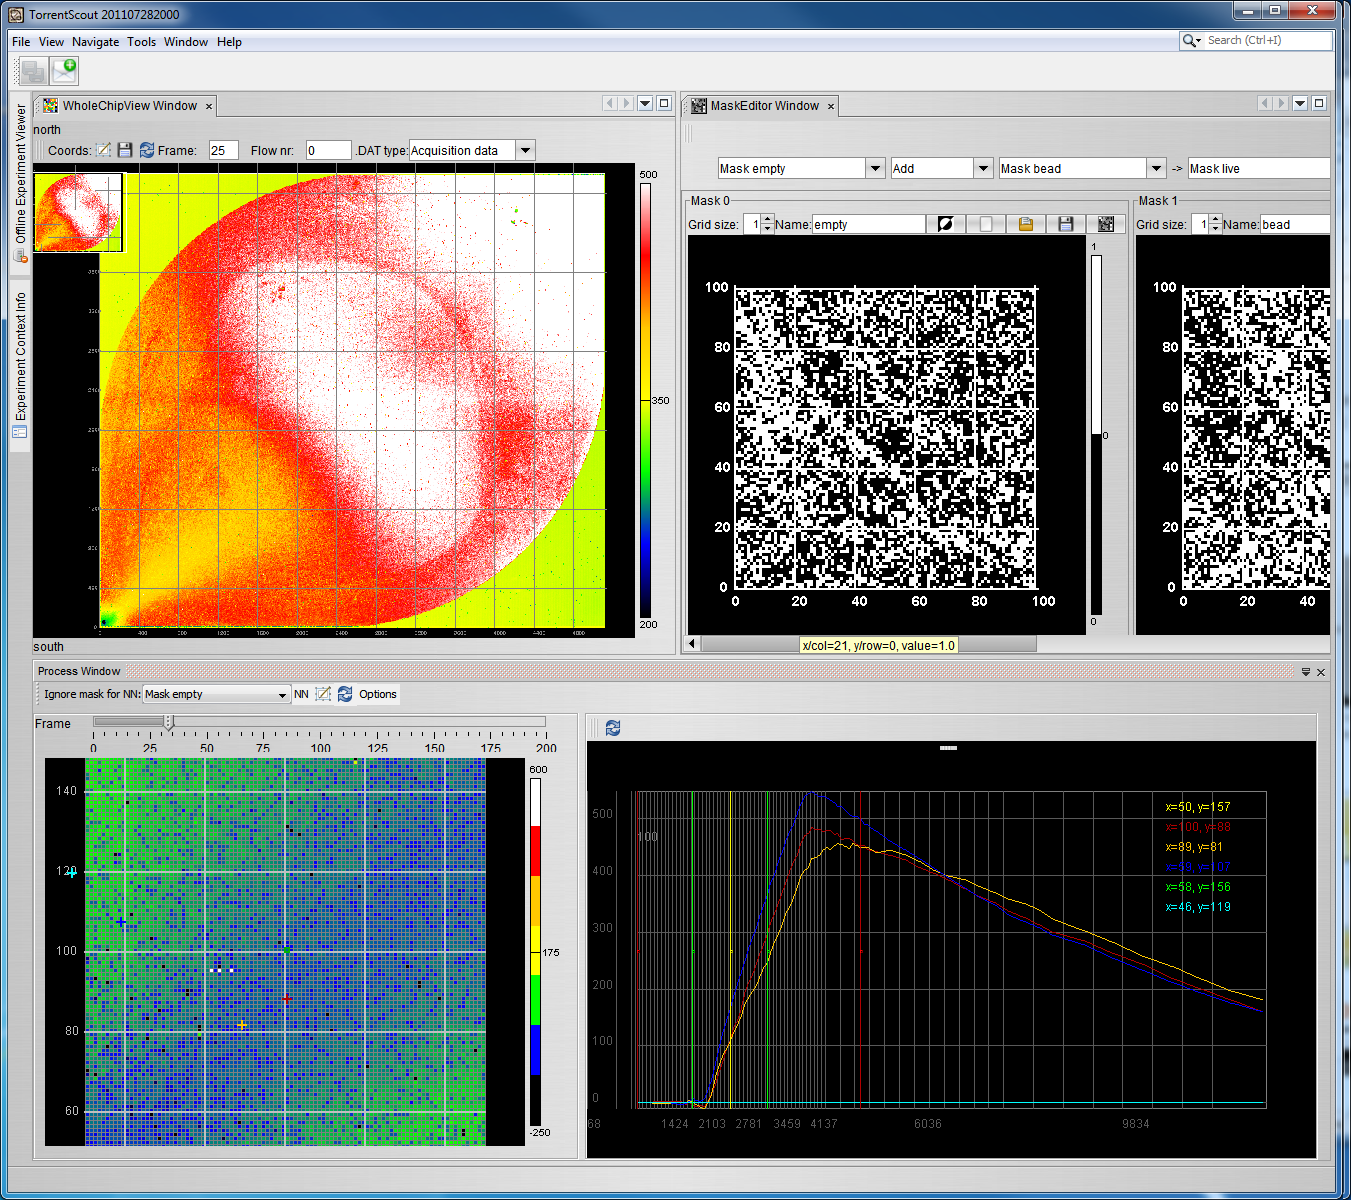 TorrentScout 201107282000
File View Navigate Tools Window Help
Search (Ctrl+I)
Offline Experiment Viewer
Experiment Context Info
WholeChipView Window ×
north
Coords: Frame: 25 Flow nr: 0 .DAT type: Acquisition data
500
350
200
south
MaskEditor Window ×
Mask empty Add Mask bead -> Mask live
Mask 0
Grid size: 1 Name: empty
1
0
0
100
80
60
40
20
0
0 20 40 60 80 100
Mask 1
Grid size: 1 Name: bead
100
80
60
40
20
0
0 20 40
x/col=21, y/row=0, value=1.0
Process Window
Ignore mask for NN: Mask empty NN Options
Frame
0 25 50 75 100 125 150 175 200
140
120
100
80
60
600
175
-250
500
400
300
200
100
0
100
x=50, y=157
x=100, y=88
x=89, y=81
x=59, y=107
x=58, y=156
x=46, y=119
68 1424 2103 2781 3459 4137 6036 9834